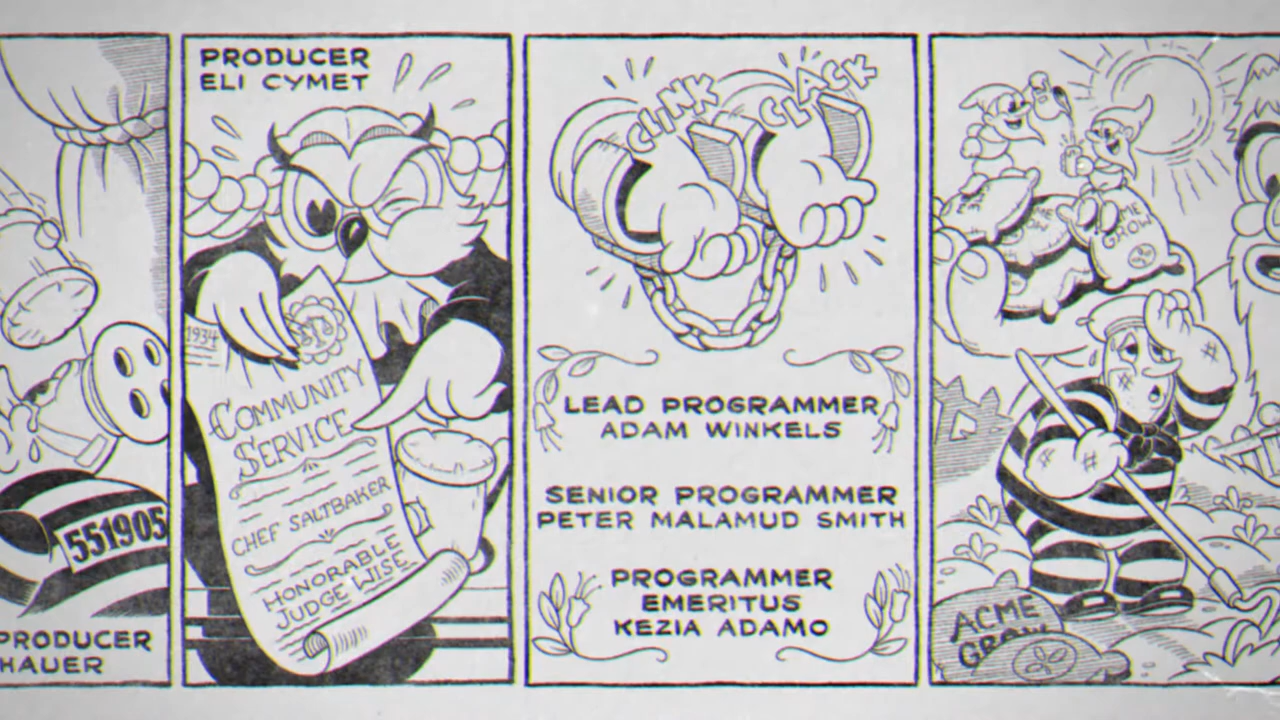 551905
PRODUCER
HAUER
PRODUCER
ELI CYMET
1934
COMMUNITY
SERVICE
CHEF SALTBAKER
HONORABLE
JUDGE WISE
CLINK
CLACK
LEAD PROGRAMMER
ADAM WINKELS
SENIOR PROGRAMMER
PETER MALAMUD SMITH
PROGRAMMER
EMERITUS
KEZIA ADAMO
ACME
GROW
ACME
GROW